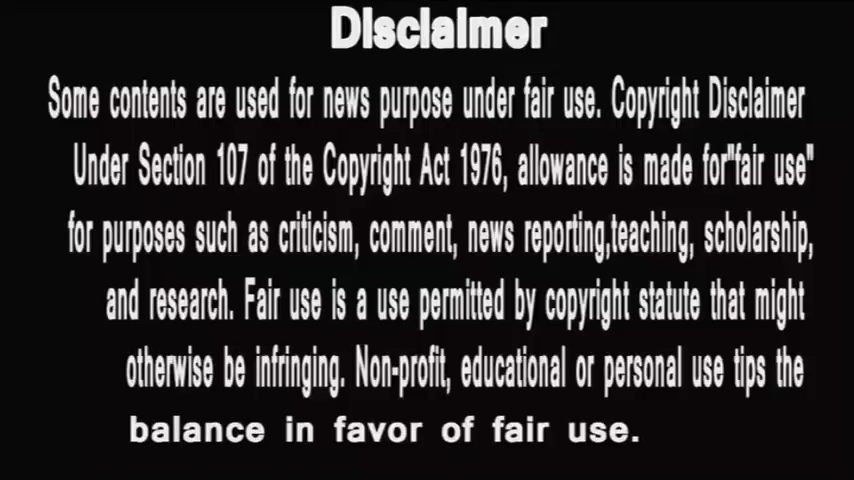 Disclaimer
Some contents are used for news purpose under fair use. Copyright Disclaimer
Under Section 107 of the Copyright Act 1976, allowance is made for"fair use"
for purposes such as criticism, comment, news reporting,teaching, scholarship,
and research. Fair use is a use permitted by copyright statute that might
otherwise be infringing. Non-profit, educational or personal use tips the
balance in favor of fair use.